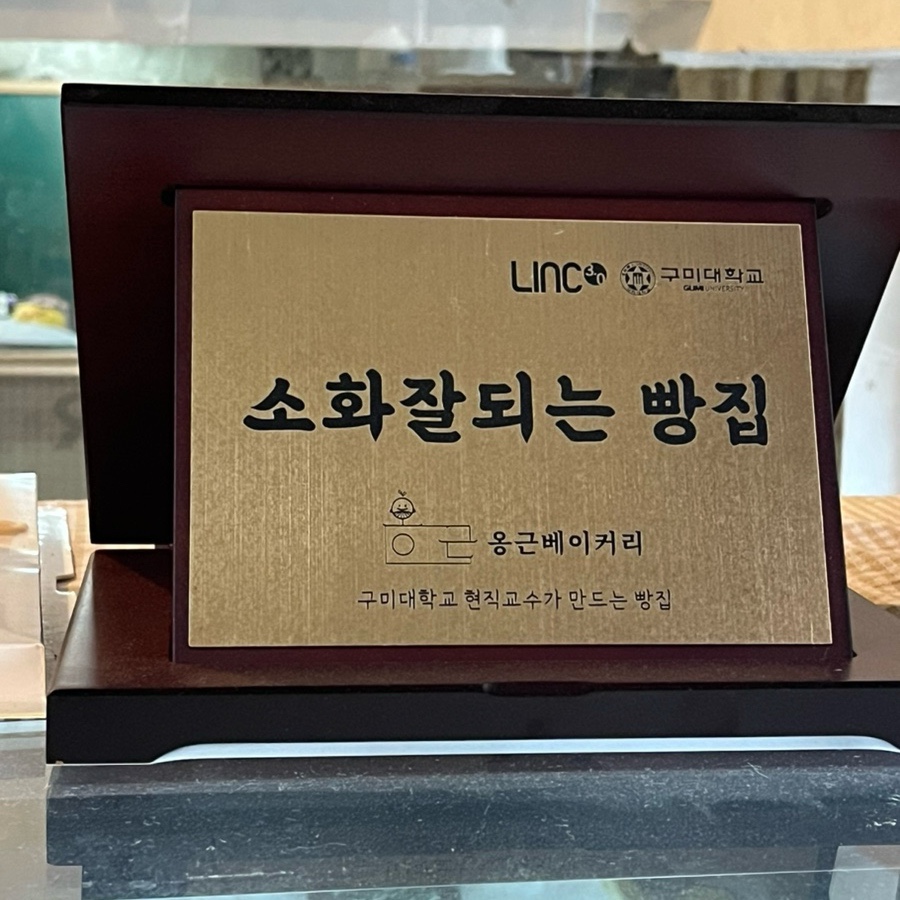 LINC 3.0 구미대학교
GUMI UNIVERSITY
소화잘되는 빵집
옹근베이커리
구미대학교 현직교수가 만드는 빵집